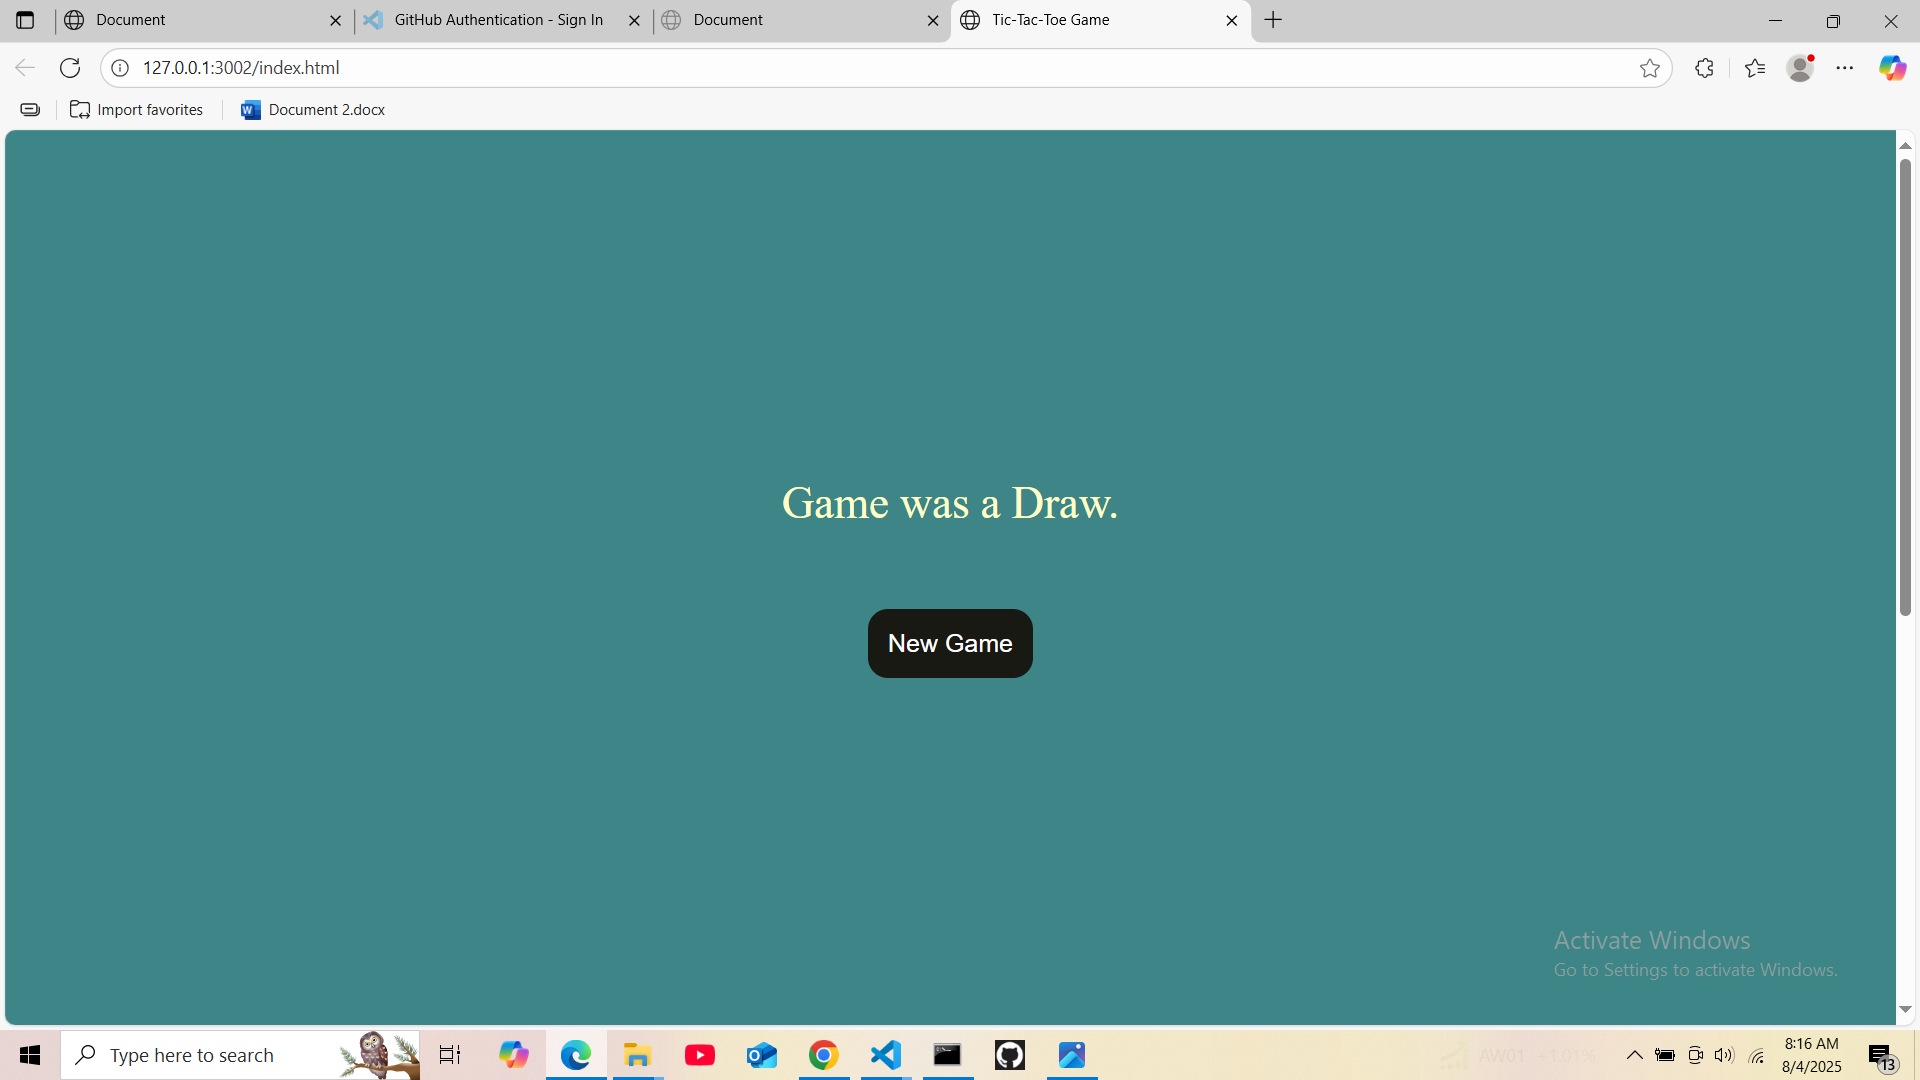 Document
GitHub Authentication - Sign In
Document
Tic-Tac-Toe Game
127.0.0.1:3002/index.html
Import favorites
Document 2.docx
Game was a Draw.
New Game
Activate Windows
Go to Settings to activate Windows.
Type here to search
AW01 +1.01%
8:16 AM
8/4/2025
13